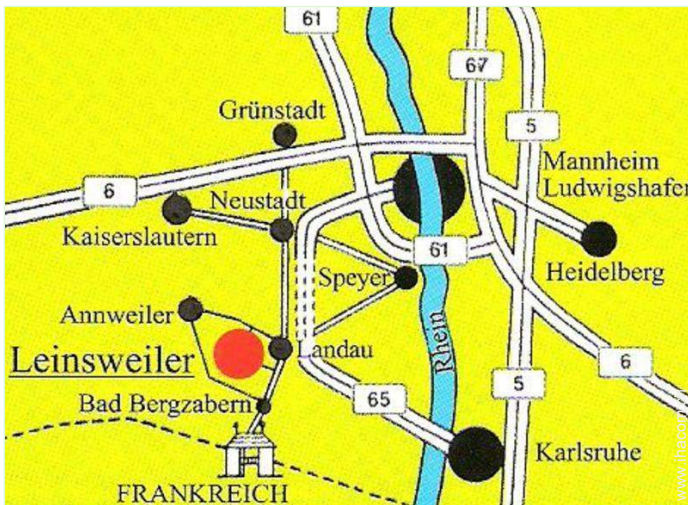 61
67
Grünstadt
5
Mannheim
Ludwigshafen
6
Neustadt
Kaiserslautern
61
Speyer
Heidelberg
Annweiler
Rhein
Landau
Leinsweiler
6
5
Bad Bergzabern
65
Karlsruhe
FRANKREICH